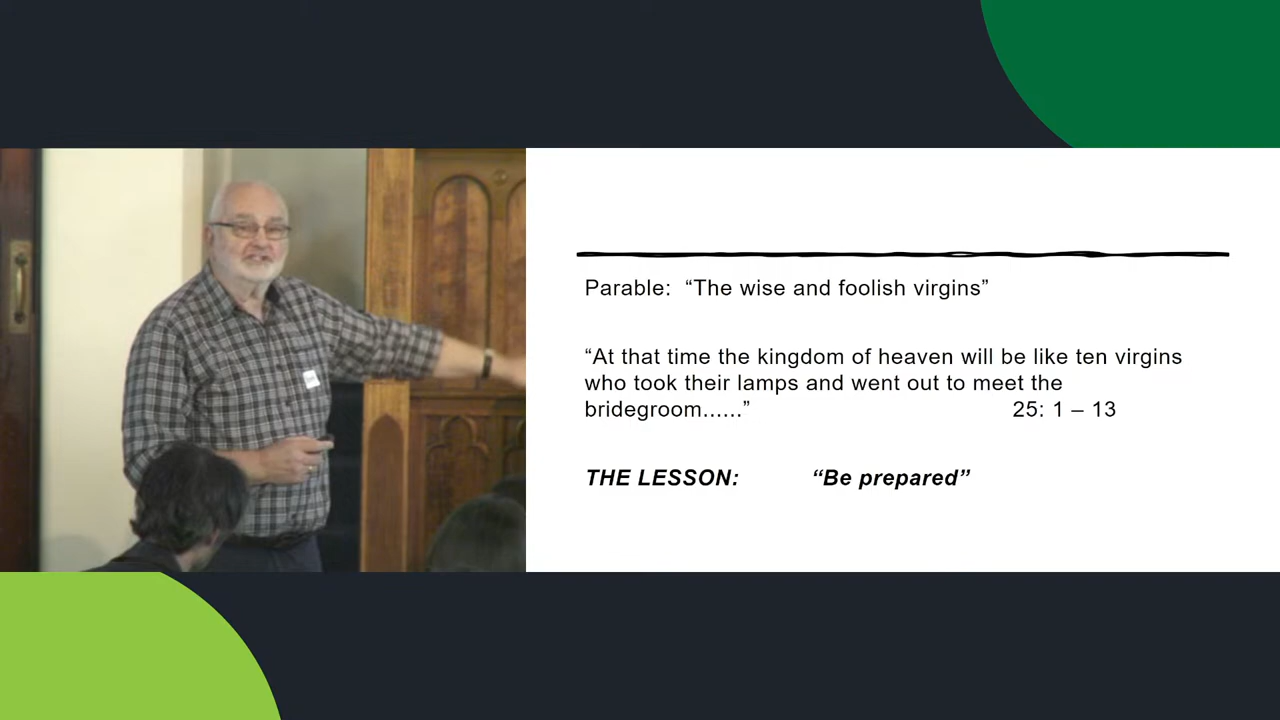 Parable:  “The wise and foolish virgins”
“At that time the kingdom of heaven will be like ten virgins
who took their lamps and went out to meet the
bridegroom......” 25: 1 – 13
THE LESSON: “Be prepared”